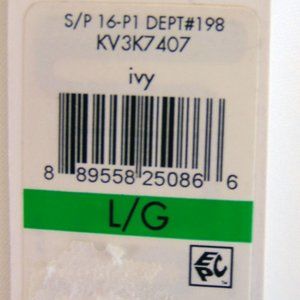 S/P 16-P1 DEPT#198
KV3K7407
ivy
8 89558 25086 6
L/G
EPC